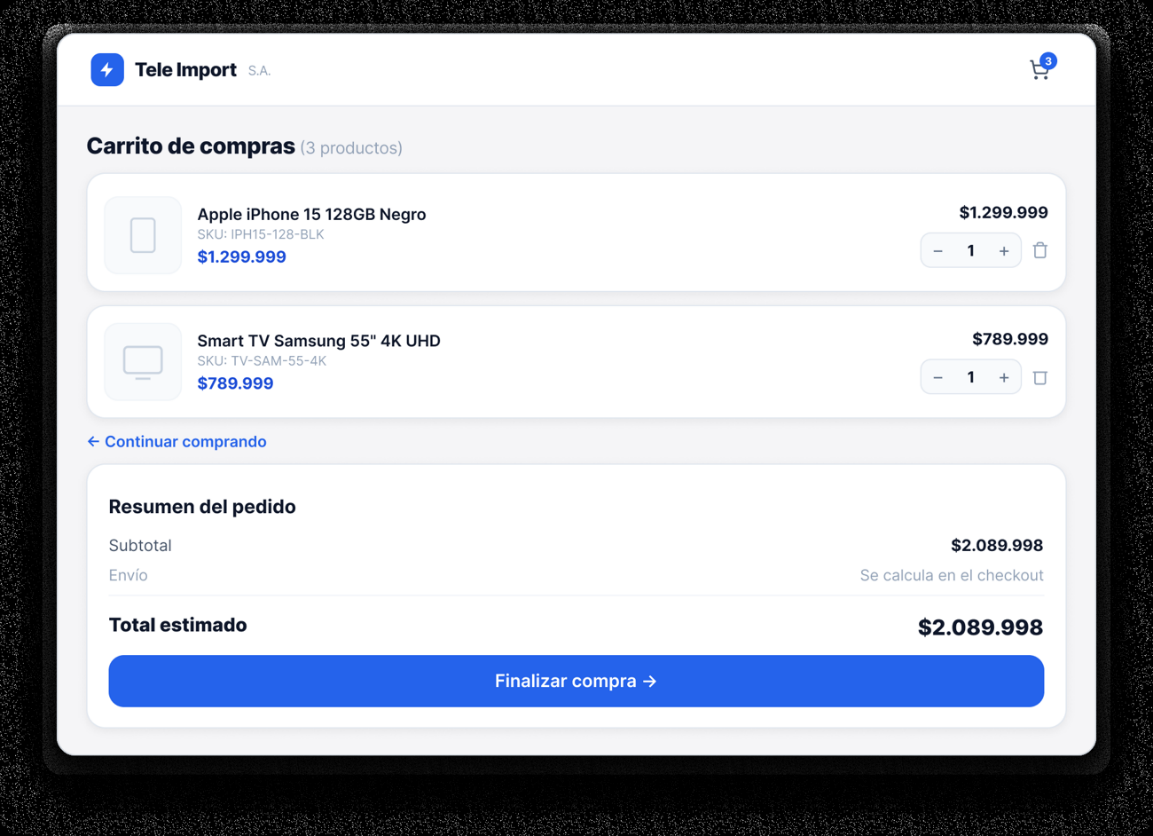 Tele Import S.A.
3
Carrito de compras (3 productos)
Apple iPhone 15 128GB Negro
SKU: IPH15-128-BLK
$1.299.999
$1.299.999
− 1 +
Smart TV Samsung 55" 4K UHD
SKU: TV-SAM-55-4K
$789.999
$789.999
− 1 +
← Continuar comprando
Resumen del pedido
Subtotal $2.089.998
Envío Se calcula en el checkout
Total estimado $2.089.998
Finalizar compra →